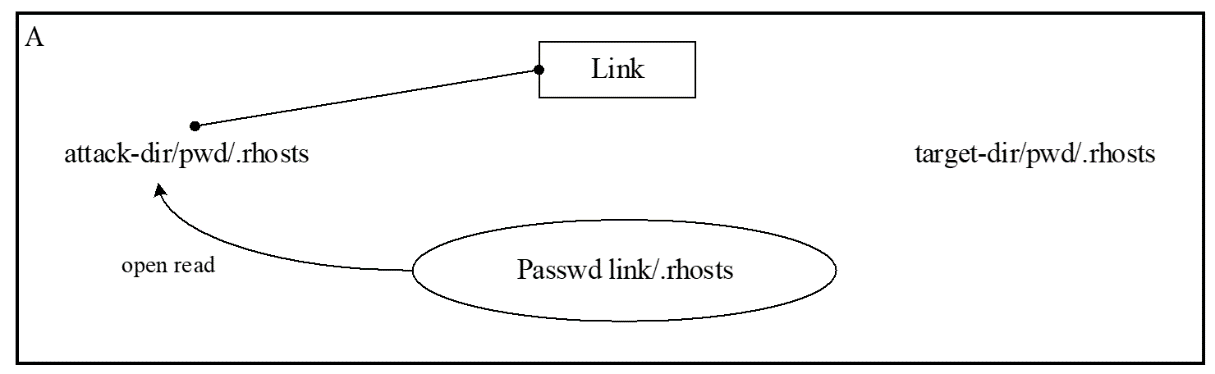 A
Link
attack-dir/pwd/.rhosts
target-dir/pwd/.rhosts
open read
Passwd link/.rhosts